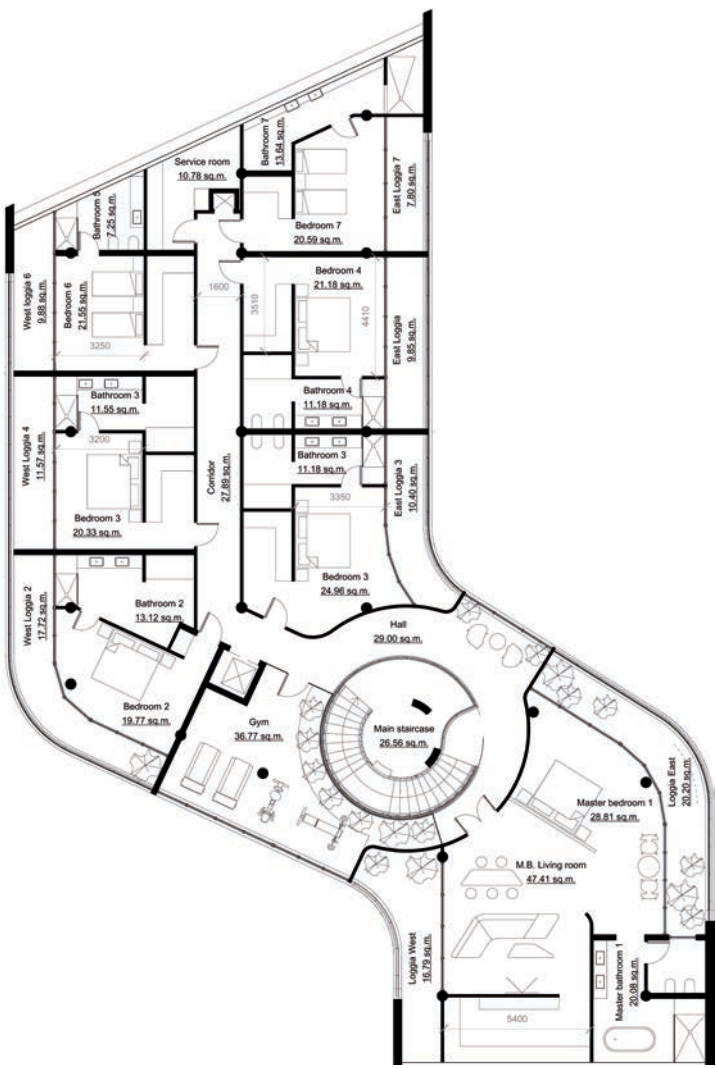 Bathroom 7
13.64 sq.m.
Service room
10.78 sq.m.
East Loggia 7
7.80 sq.m.
Bathroom 5
7.25 sq.m.
Bedroom 7
20.59 sq.m.
West loggia 6
9.88 sq.m.
Bedroom 6
21.55 sq.m.
1600
3510
Bedroom 4
21.18 sq.m.
4410
East Loggia
9.85 sq.m.
3250
Bathroom 3
11.55 sq.m.
Bathroom 4
11.18 sq.m.
West Loggia 4
11.57 sq.m.
3200
Corridor
27.89 sq.m.
Bathroom 3
11.18 sq.m.
East Loggia 3
10.40 sq.m.
3350
Bedroom 3
20.33 sq.m.
Bedroom 3
24.96 sq.m.
West Loggia 2
17.72 sq.m.
Bathroom 2
13.12 sq.m.
Hall
29.00 sq.m.
Bedroom 2
19.77 sq.m.
Gym
36.77 sq.m.
Main staircase
26.56 sq.m.
Loggia East
20.20 sq.m.
Master bedroom 1
28.81 sq.m.
M.B. Living room
47.41 sq.m.
Loggia West
16.79 sq.m.
Master bathroom 1
20.08 sq.m.
5400